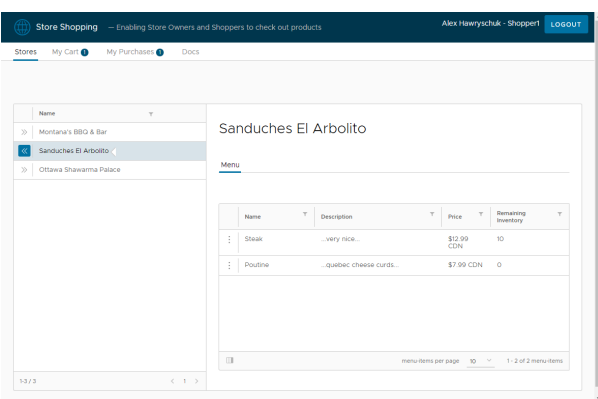 Store Shopping — Enabling Store Owners and Shoppers to check out products
Alex Hawryschuk - Shopper1 LOGOUT
Stores My Cart 1 My Purchases 1 Docs
Name
Montana's BBQ & Bar
Sanduches El Arbolito
Ottawa Shawarma Palace
1-3 / 3 1
Sanduches El Arbolito
Menu
Name Description Price Remaining Inventory
Steak ...very nice... $12.99 CDN 10
Poutine ...quebec cheese curds... $7.99 CDN 0
menu-items per page 10 1 - 2 of 2 menu-items